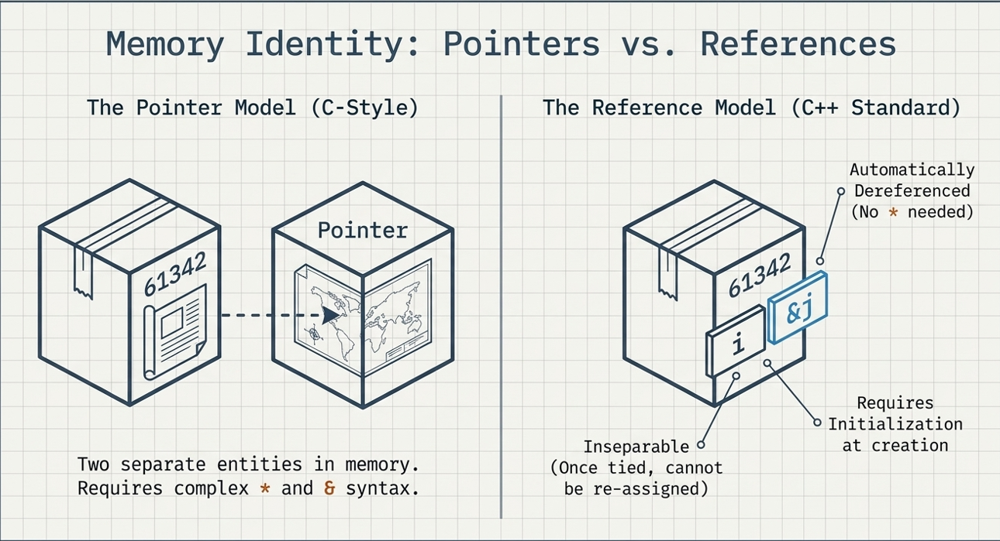 Memory Identity: Pointers vs. References
The Pointer Model (C-Style)
61342
Pointer
Two separate entities in memory.
Requires complex * and & syntax.
The Reference Model (C++ Standard)
Automatically
Dereferenced
(No * needed)
61342
&j
i
Requires
Initialization
at creation
Inseparable
(Once tied, cannot
be re-assigned)